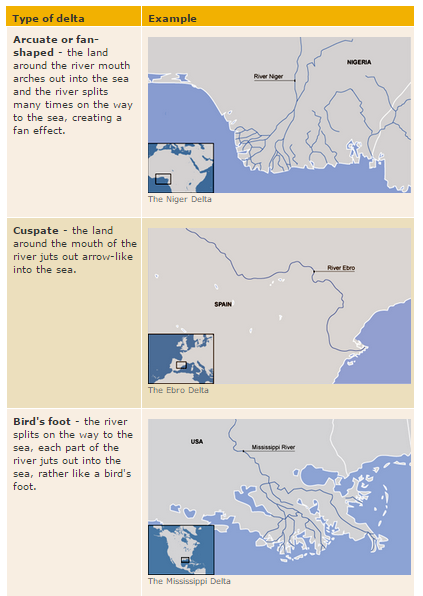 Type of delta
Example
Arcuate or fan-
shaped - the land
around the river mouth
arches out into the sea
and the river splits
many times on the way
to the sea, creating a
fan effect.
NIGERIA
River Niger
The Niger Delta
Cuspate - the land
around the mouth of the
river juts out arrow-like
into the sea.
River Ebro
SPAIN
The Ebro Delta
Bird's foot - the river
splits on the way to the
sea, each part of the
river juts out into the
sea, rather like a bird's
foot.
USA
Mississippi River
The Mississippi Delta